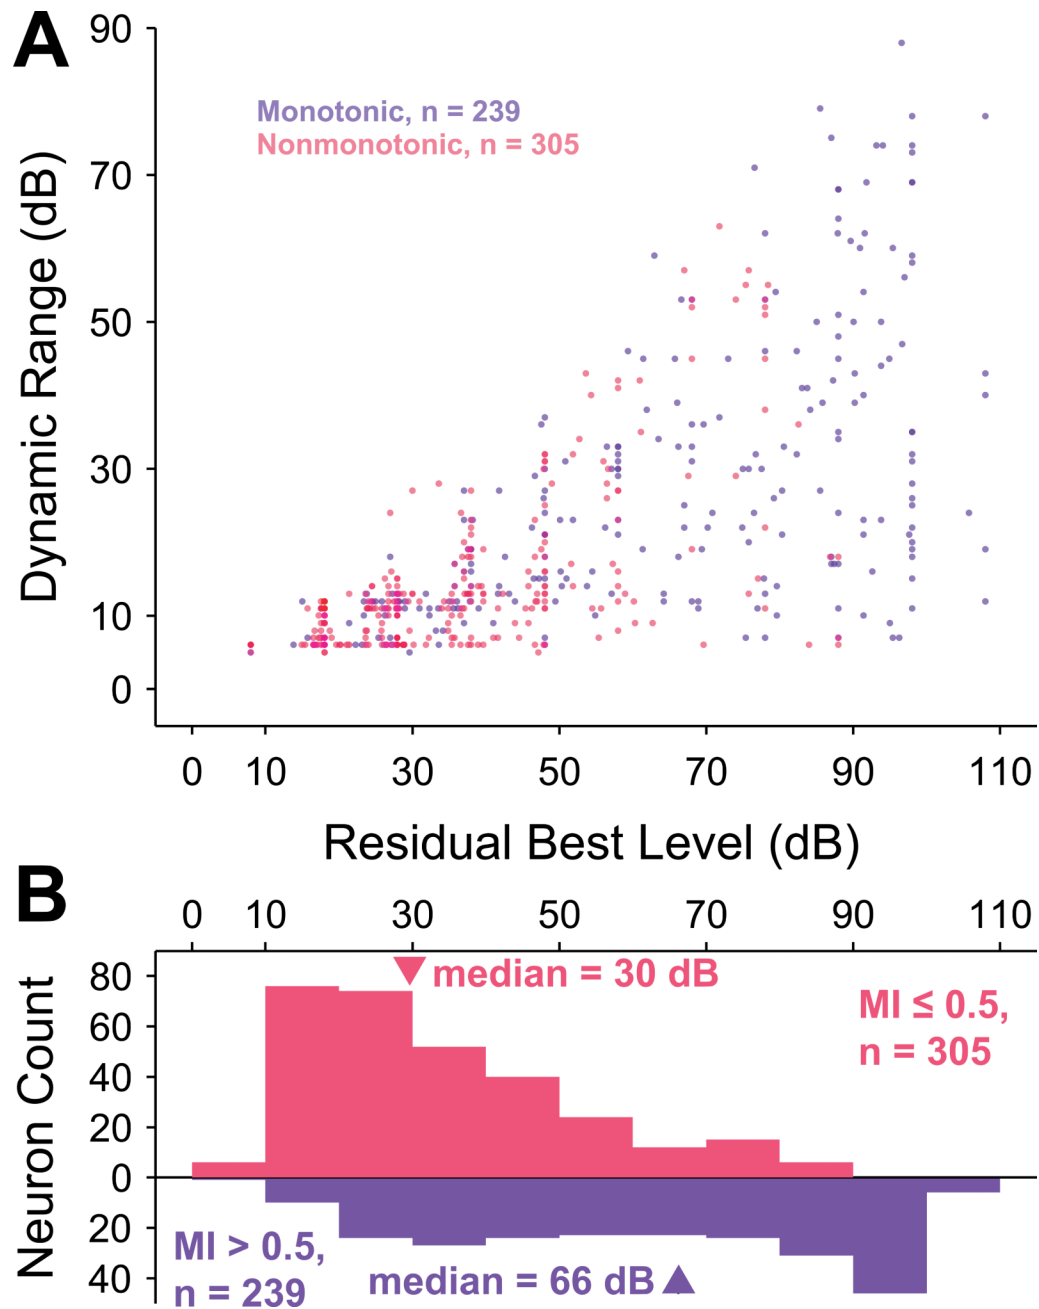 A
90
70
50
30
10
0
Dynamic Range (dB)
Monotonic, n = 239
Nonmonotonic, n = 305
0 10 30 50 70 90 110
Residual Best Level (dB)
B
0 10 30 50 70 90 110
80
60
40
20
0
20
40
Neuron Count
median = 30 dB
MI ≤ 0.5,
n = 305
MI > 0.5,
n = 239
median = 66 dB